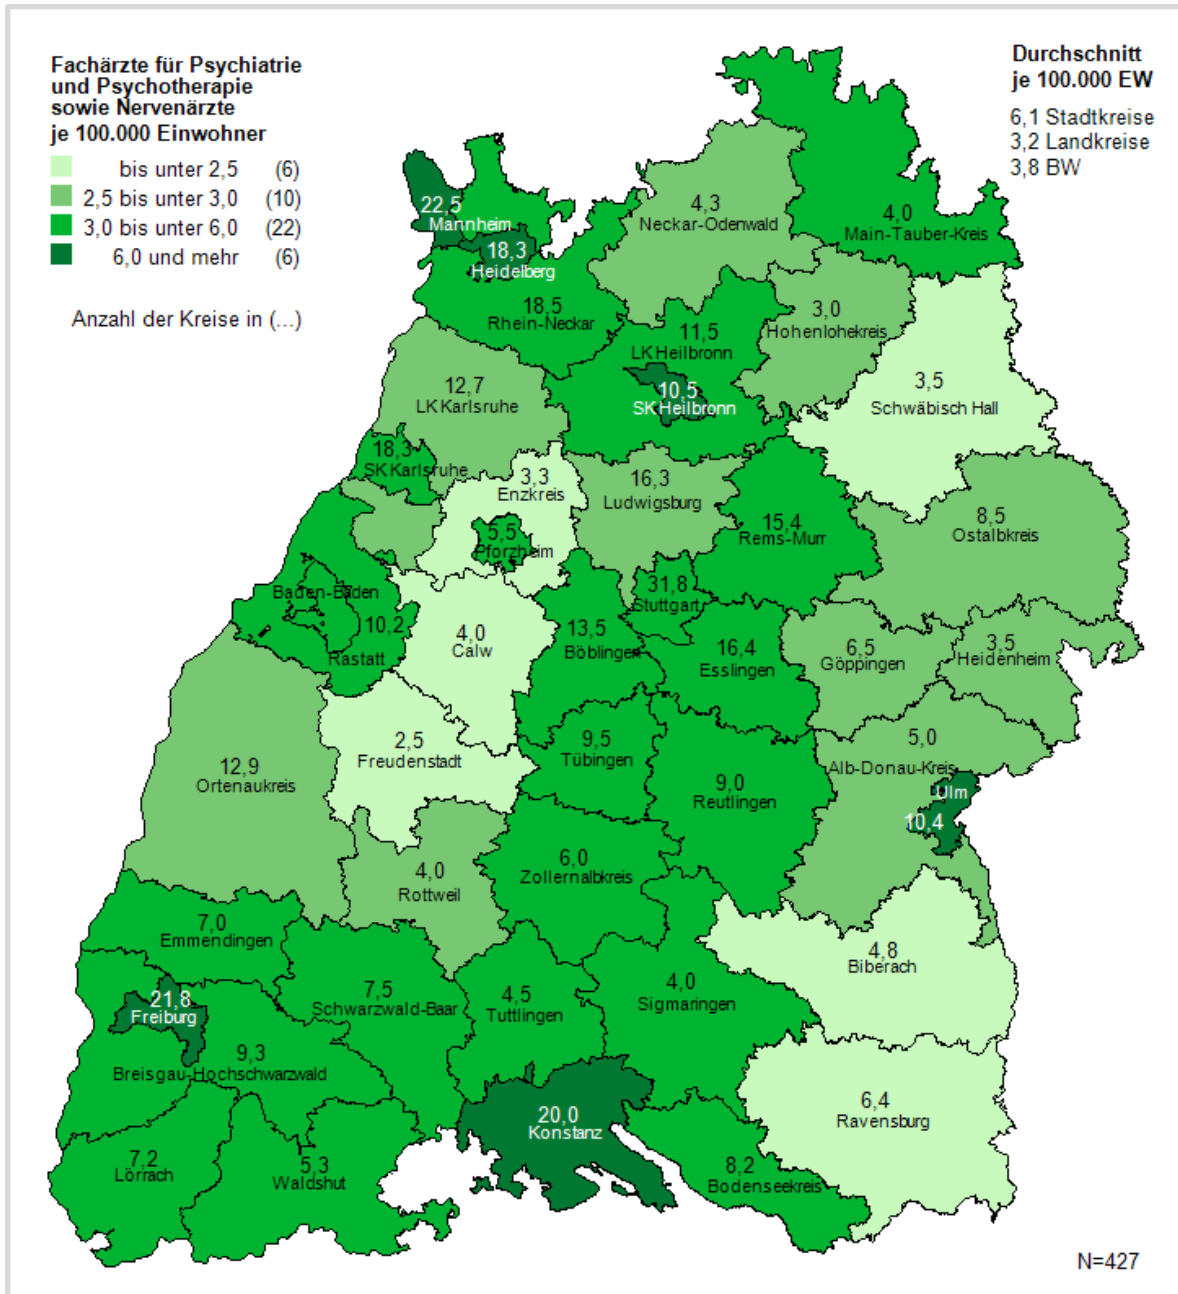 Fachärzte für Psychiatrie
und Psychotherapie
sowie Nervenärzte
je 100.000 Einwohner
bis unter 2,5 (6)
2,5 bis unter 3,0 (10)
3,0 bis unter 6,0 (22)
6,0 und mehr (6)
Anzahl der Kreise in (...)
Durchschnitt
je 100.000 EW
6,1 Stadtkreise
3,2 Landkreise
3,8 BW
22,5
Mannheim
18,3
Heidelberg
18,5
Rhein-Neckar
4,3
Neckar-Odenwald
4,0
Main-Tauber-Kreis
3,0
Hohenlohekreis
11,5
LK Heilbronn
10,5
SK Heilbronn
3,5
Schwäbisch Hall
12,7
LK Karlsruhe
18,3
SK Karlsruhe
3,3
Enzkreis
5,5
Pforzheim
16,3
Ludwigsburg
15,4
Rems-Murr
8,5
Ostalbkreis
Baden-Baden
10,2
Rastatt
4,0
Calw
13,5
Böblingen
31,8
Stuttgart
16,4
Esslingen
6,5
Göppingen
3,5
Heidenheim
2,5
Freudenstadt
9,5
Tübingen
9,0
Reutlingen
5,0
Alb-Donau-Kreis
Ulm
10,4
12,9
Ortenaukreis
4,0
Rottweil
6,0
Zollernalbkreis
7,0
Emmendingen
7,5
Schwarzwald-Baar
4,5
Tuttlingen
4,0
Sigmaringen
4,8
Biberach
21,8
Freiburg
9,3
Breisgau-Hochschwarzwald
7,2
Lörrach
5,3
Waldshut
20,0
Konstanz
8,2
Bodenseekreis
6,4
Ravensburg
N=427